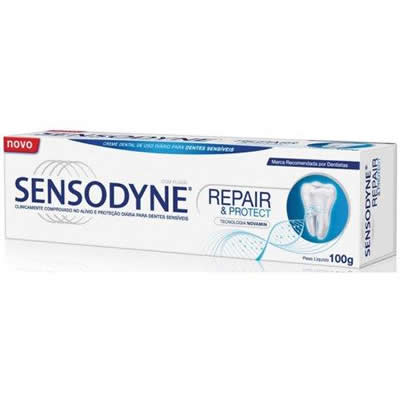 novo
CREME DENTAL DE USO DIÁRIO PARA DENTES SENSÍVEIS
Marca Recomendada por Dentistas
COM FLÚOR
SENSODYNE®
CLINICAMENTE COMPROVADO NO ALÍVIO E PROTEÇÃO DIÁRIA PARA DENTES SENSÍVEIS
REPAIR
& PROTECT
TECNOLOGIA NOVAMIN
Peso Líquido 100g
REPAIR
& PROTECT